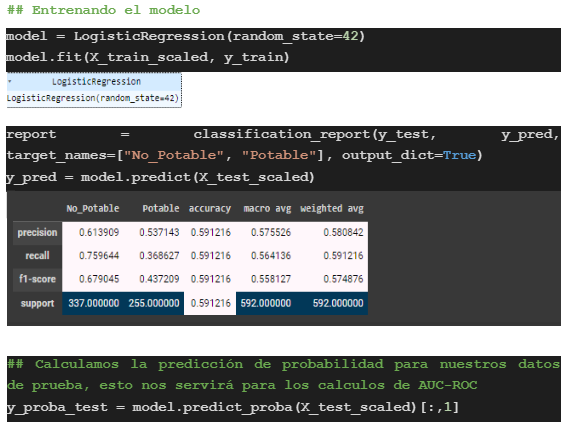 ## Entrenando el modelo
model = LogisticRegression(random_state=42)
model.fit(X_train_scaled, y_train)
LogisticRegression
LogisticRegression(random_state=42)
report = classification_report(y_test, y_pred,
target_names=["No_Potable", "Potable"], output_dict=True)
y_pred = model.predict(X_test_scaled)
No_Potable Potable accuracy macro avg weighted avg
precision 0.613909 0.537143 0.591216 0.575526 0.580842
recall 0.759644 0.368627 0.591216 0.564136 0.591216
f1-score 0.679045 0.437209 0.591216 0.558127 0.574876
support 337.000000 255.000000 0.591216 592.000000 592.000000
## Calculamos la predicción de probabilidad para nuestros datos
de prueba, esto nos servirá para los calculos de AUC-ROC
y_proba_test = model.predict_proba(X_test_scaled)[:,1]